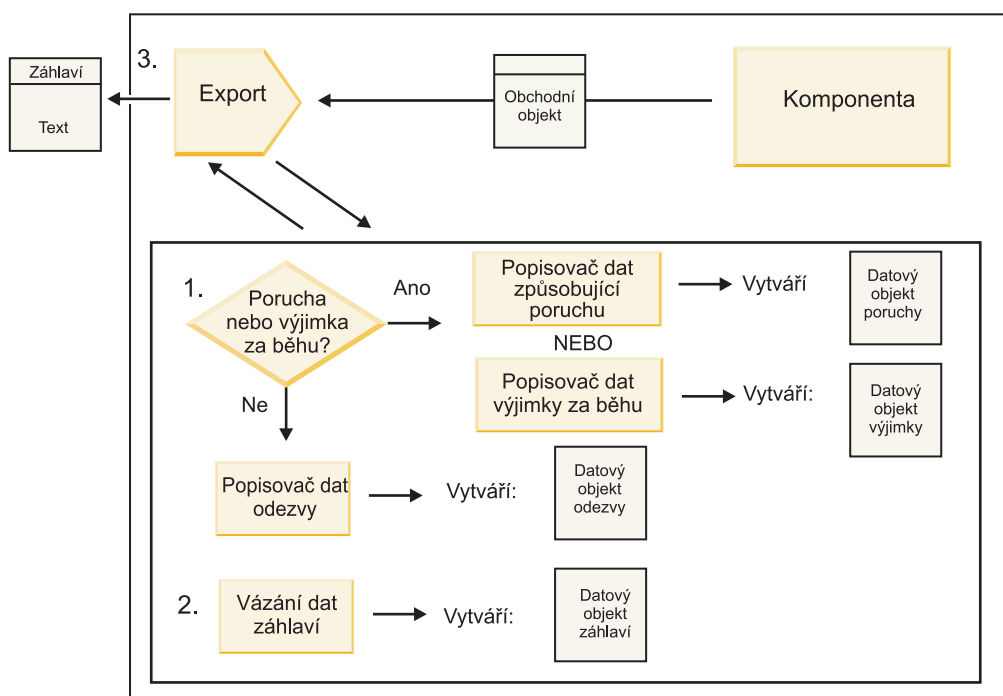 Záhlaví
Text
3.
Export
Obchodní
objekt
Komponenta
1.
Porucha
nebo výjimka
za běhu?
Ano
Popisovač dat
způsobující
poruchu
Vytváří
Datový
objekt
poruchy
NEBO
Popisovač dat
výjimky za běhu
Vytváří:
Datový
objekt
výjimky
Ne
Popisovač dat
odezvy
Vytváří:
Datový
objekt
odezvy
2.
Vázání dat
záhlaví
Vytváří:
Datový
objekt
záhlaví